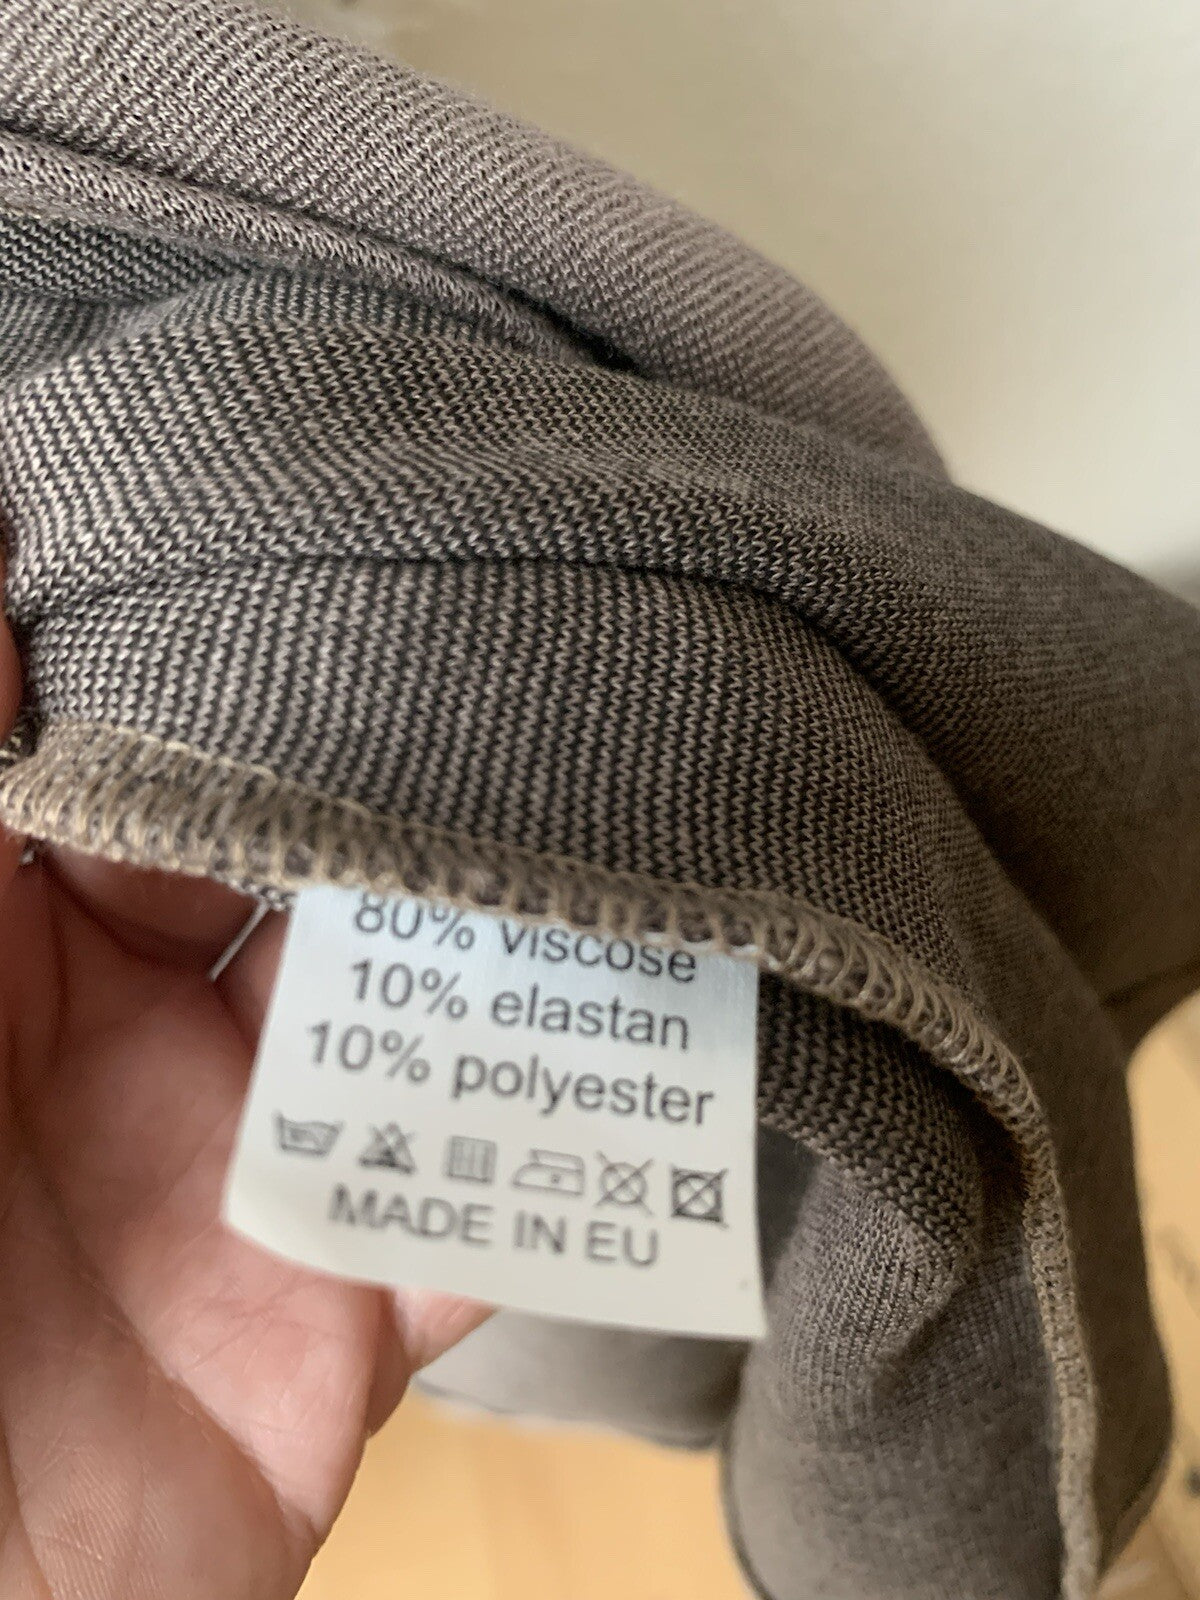 80% viscose
10% elastan
10% polyester
MADE IN EU